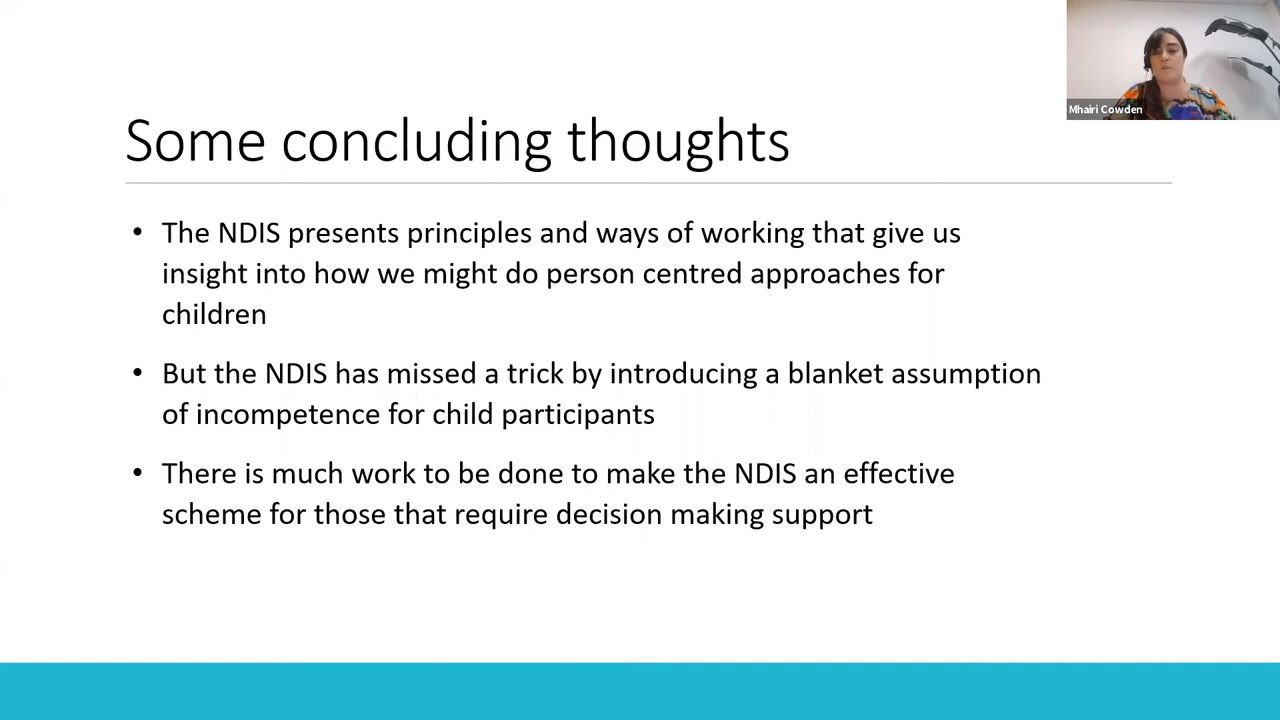 Mhairi Cowden
Some concluding thoughts
• The NDIS presents principles and ways of working that give us
insight into how we might do person centred approaches for
children
• But the NDIS has missed a trick by introducing a blanket assumption
of incompetence for child participants
• There is much work to be done to make the NDIS an effective
scheme for those that require decision making support